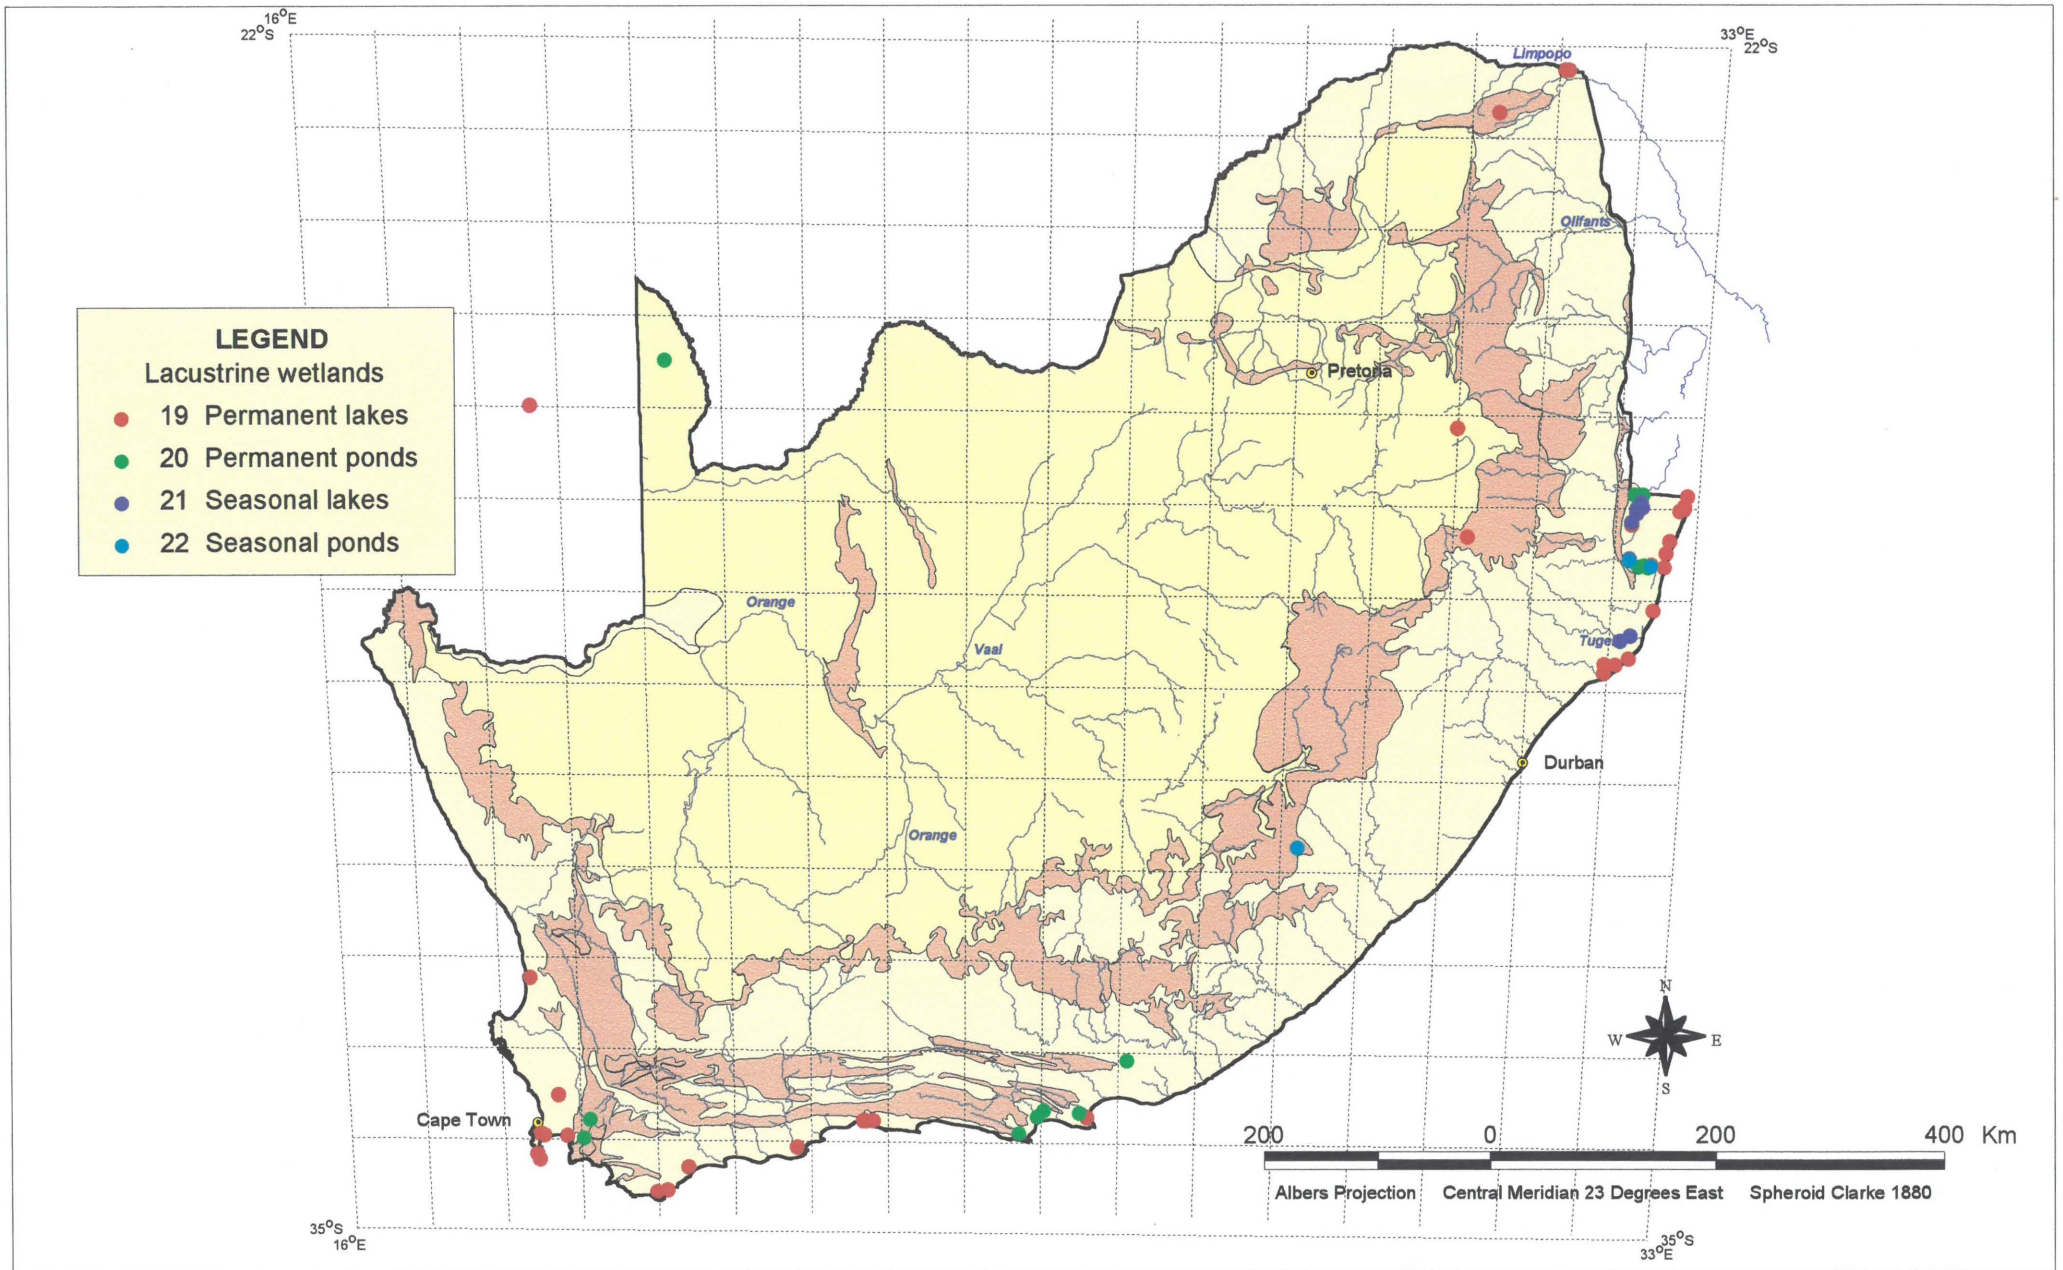 16°E
22°S
33°E
22°S
Limpopo
Olifants
LEGEND
Lacustrine wetlands
19 Permanent lakes
20 Permanent ponds
21 Seasonal lakes
22 Seasonal ponds
Pretoria
Orange
Vaal
Tuge
Durban
Orange
N
W E
S
Cape Town
200 0 200 400 Km
Albers Projection Central Meridian 23 Degrees East Spheroid Clarke 1880
35°S
16°E
35°S
33°E